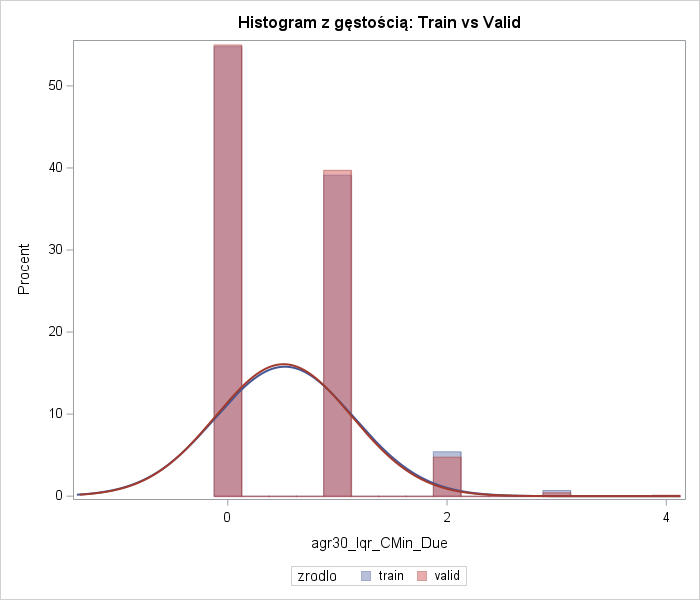 Histogram z gęstością: Train vs Valid
50
40
30
20
10
0
Procent
0 2 4
agr30_Iqr_CMin_Due
zrodlo train valid